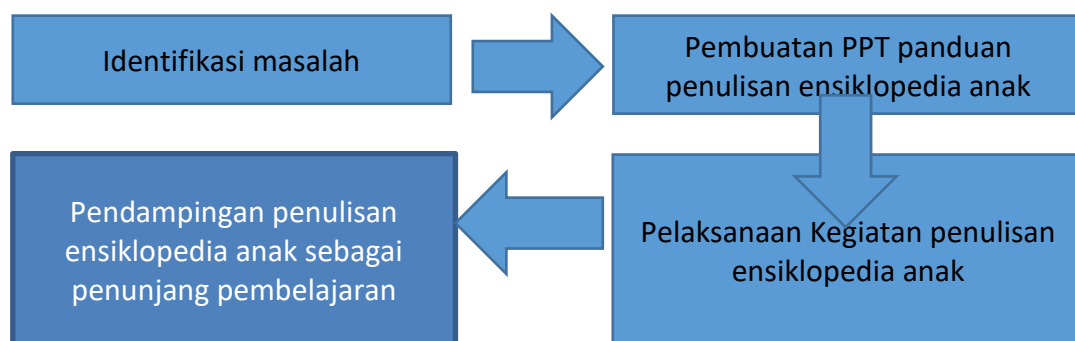 Identifikasi masalah
Pembuatan PPT panduan
penulisan ensiklopedia anak
Pelaksanaan Kegiatan penulisan
ensiklopedia anak
Pendampingan penulisan
ensiklopedia anak sebagai
penunjang pembelajaran